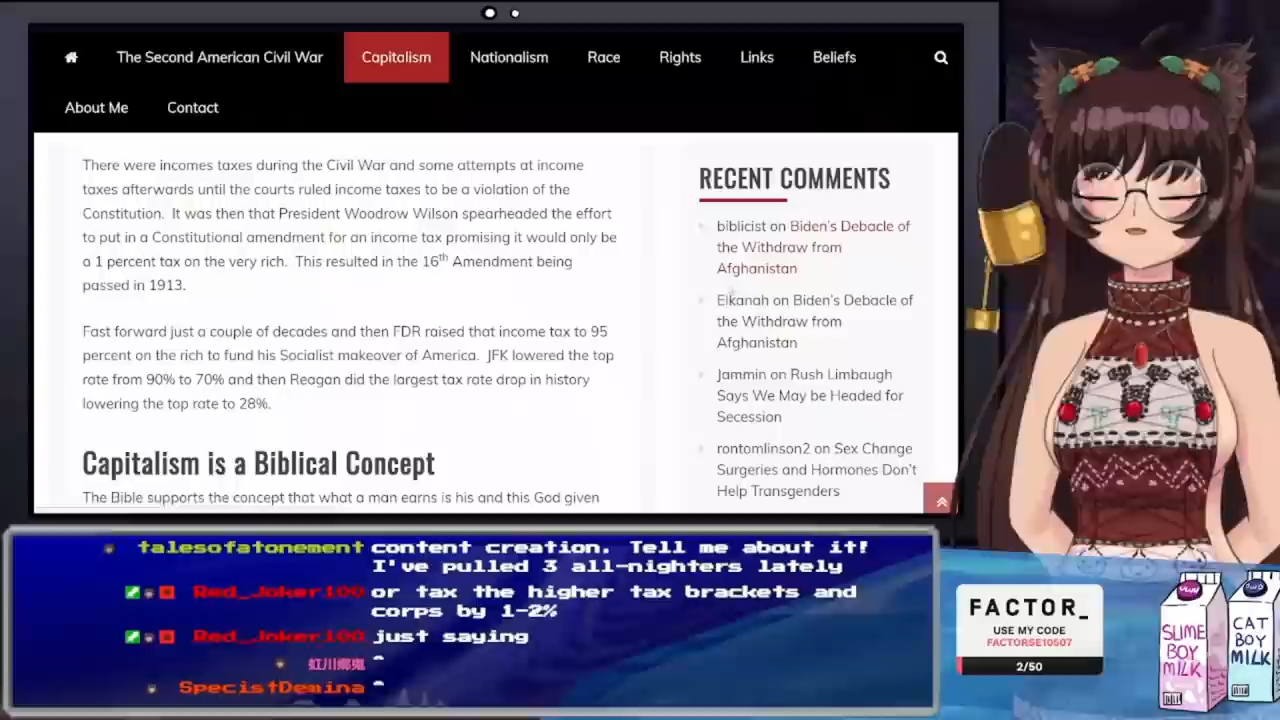 The Second American Civil War Capitalism Nationalism Race Rights Links Beliefs
About Me Contact
There were incomes taxes during the Civil War and some attempts at income
taxes afterwards until the courts ruled income taxes to be a violation of the
Constitution. It was then that President Woodrow Wilson spearheaded the effort
to put in a Constitutional amendment for an income tax promising it would only be
a 1 percent tax on the very rich. This resulted in the 16th Amendment being
passed in 1913.
Fast forward just a couple of decades and then FDR raised that income tax to 95
percent on the rich to fund his Socialist makeover of America. JFK lowered the top
rate from 90% to 70% and then Reagan did the largest tax rate drop in history
lowering the top rate to 28%.
Capitalism is a Biblical Concept
The Bible supports the concept that what a man earns is his and this God given
RECENT COMMENTS
biblicist on Biden's Debacle of
the Withdraw from
Afghanistan
Eikanah on Biden's Debacle of
the Withdraw from
Afghanistan
Jammin on Rush Limbaugh
Says We May be Headed for
Secession
rontomlinson2 on Sex Change
Surgeries and Hormones Don't
Help Transgenders
talesofatonement content creation. Tell me about it!
I've pulled 3 all-nighters lately
Red_Joker100 or tax the higher tax brackets and
corps by 1-2%
Red_Joker100 just saying
SpecistDemina ^
FACTOR_
USE MY CODE
FACTORSE10507
2/50
SLIME
BOY
MILK
CAT
BOY
MILK